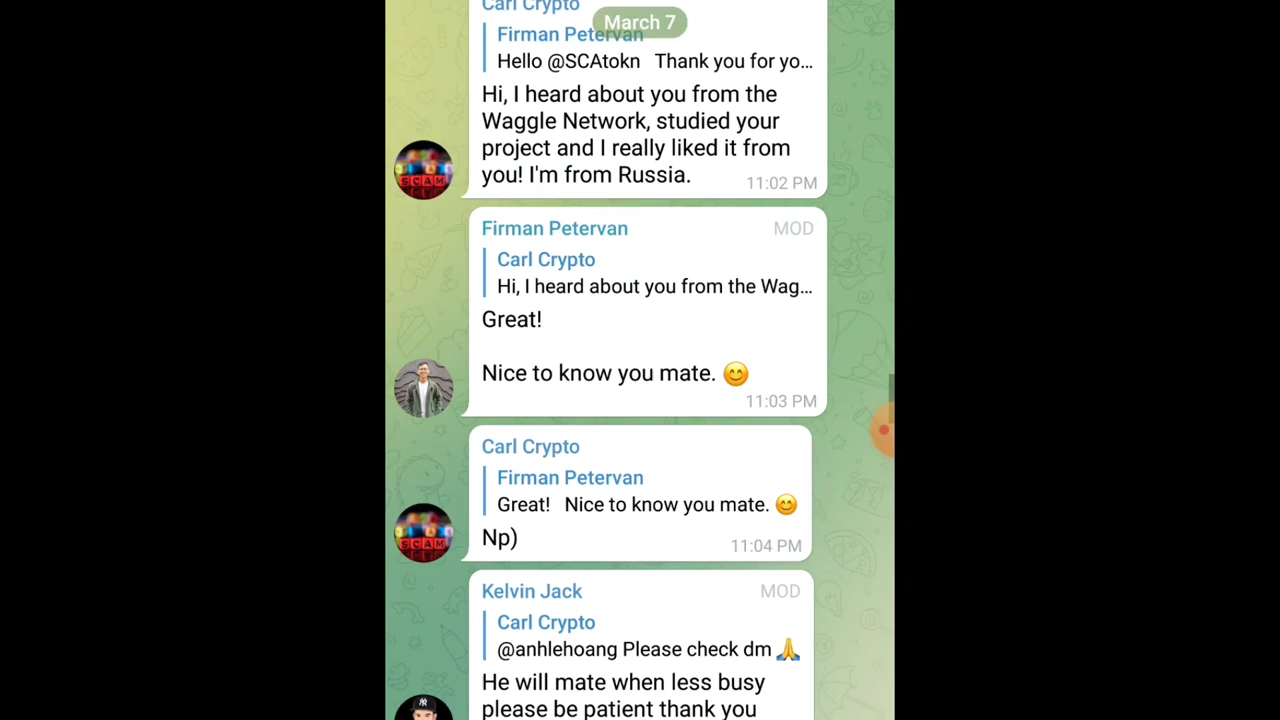 Carl Crypto
March 7
Firman Petervan
Hello @SCAtokn Thank you for yo...
Hi, I heard about you from the
Waggle Network, studied your
project and I really liked it from
you! I'm from Russia.
11:02 PM
SCAM
Firman Petervan
MOD
Carl Crypto
Hi, I heard about you from the Wag...
Great!
Nice to know you mate. 😊
11:03 PM
Carl Crypto
Firman Petervan
Great! Nice to know you mate. 😊
Np)
11:04 PM
SCAM
Kelvin Jack
MOD
Carl Crypto
@anhlehoang Please check dm 🙏
He will mate when less busy
please be patient thank you